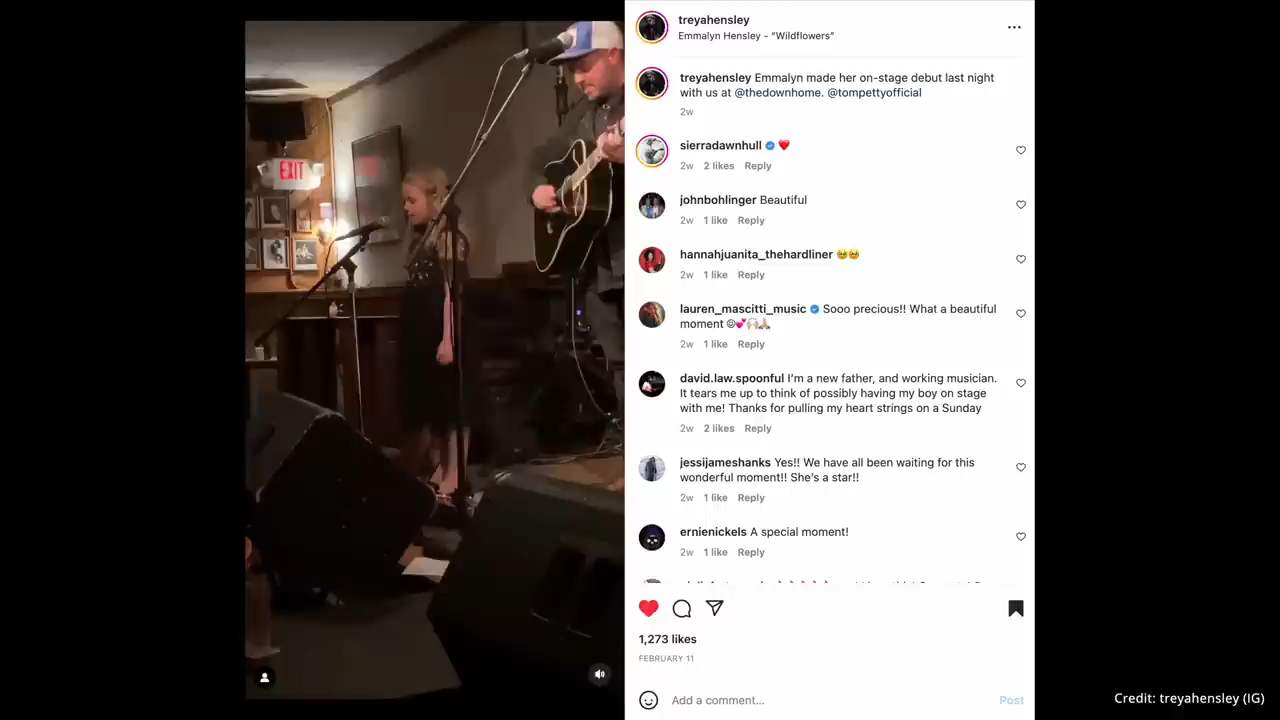 EXIT
treyahensley
Emmalyn Hensley - "Wildflowers"
treyahensley Emmalyn made her on-stage debut last night
with us at @thedownhome. @tompettyofficial
2w
sierradawnhull ❤️
2w 2 likes Reply
johnbohlinger Beautiful
2w 1 like Reply
hannahjuanita_thehardliner 🥹🥹
2w 1 like Reply
lauren_mascitti_music Sooo precious!! What a beautiful
moment ☺💕🙌🏼🙏🏼
2w 1 like Reply
david.law.spoonful I'm a new father, and working musician.
It tears me up to think of possibly having my boy on stage
with me! Thanks for pulling my heart strings on a Sunday
2w 2 likes Reply
jessijameshanks Yes!! We have all been waiting for this
wonderful moment!! She's a star!!
2w 1 like Reply
ernienickels A special moment!
2w 1 like Reply
1,273 likes
FEBRUARY 11
Add a comment...
Post
Credit: treyahensley (IG)